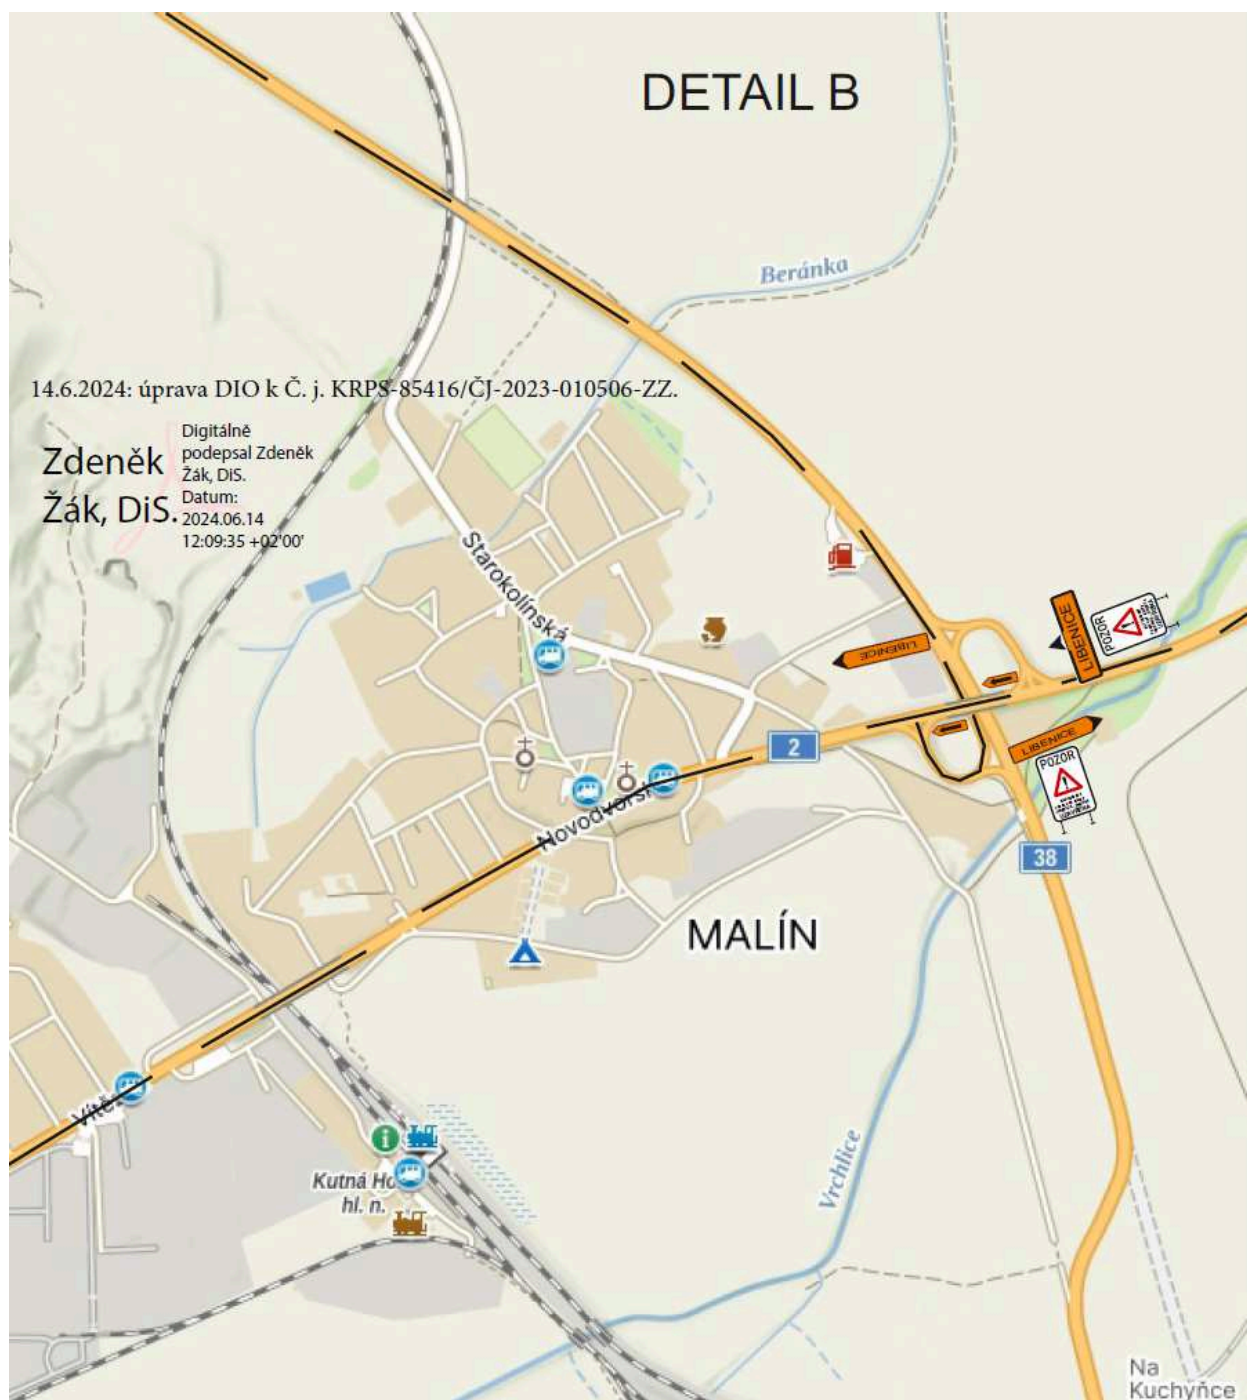 DETAIL B
Beránka
14.6.2024: úprava DIO k Č. j. KRPS-85416/ČJ-2023-010506-ZZ.
Zdeněk
Žák, DiS.
Digitálně
podepsal Zdeněk
Žák, DiS.
Datum:
2024.06.14
12:09:35 +02'00'
Starokolínská
LIBENICE
LIBENICE
POZOR
LIBENICE
POZOR
2
38
MALÍN
Vrchlice
Kutná
hl. n.
Na
Kuchyňce